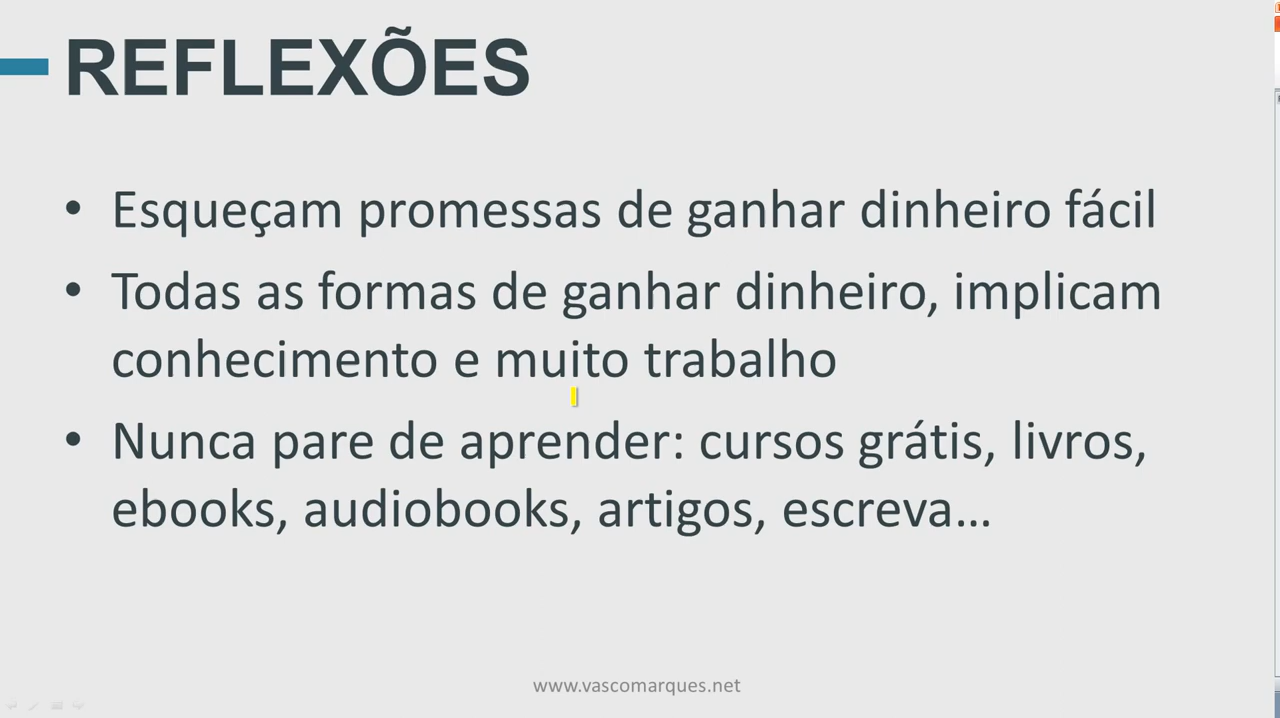 REFLEXÕES
• Esqueçam promessas de ganhar dinheiro fácil
• Todas as formas de ganhar dinheiro, implicam
conhecimento e muito trabalho
• Nunca pare de aprender: cursos grátis, livros,
ebooks, audiobooks, artigos, escreva...
www.vascomarques.net